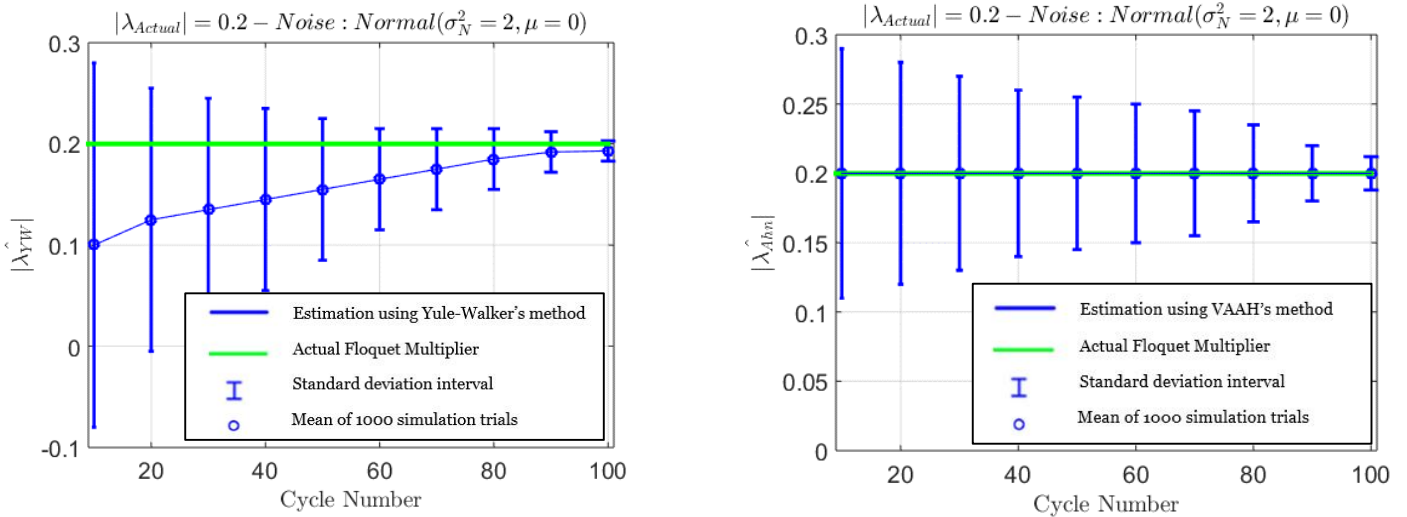 |λ_Actual| = 0.2 − Noise : Normal(σ²_N = 2, μ = 0)
|λ̂_YW|
0.3
0.2
0.1
0
-0.1
Estimation using Yule-Walker's method
Actual Floquet Multiplier
Standard deviation interval
Mean of 1000 simulation trials
20 40 60 80 100
Cycle Number
|λ_Actual| = 0.2 − Noise : Normal(σ²_N = 2, μ = 0)
|λ̂_Ahn|
0.3
0.25
0.2
0.15
0.1
0.05
0
Estimation using VAAH's method
Actual Floquet Multiplier
Standard deviation interval
Mean of 1000 simulation trials
20 40 60 80 100
Cycle Number